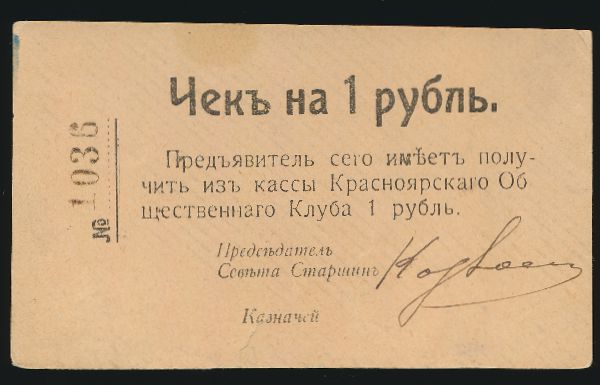 № 1036
Чекъ на 1 рубль.
Предъявитель сего имѣетъ полу-
чить изъ кассы Красноярскаго Об
щественнаго Клуба 1 рубль.
Предсѣдатель
Совѣта Старшинъ
Казначей